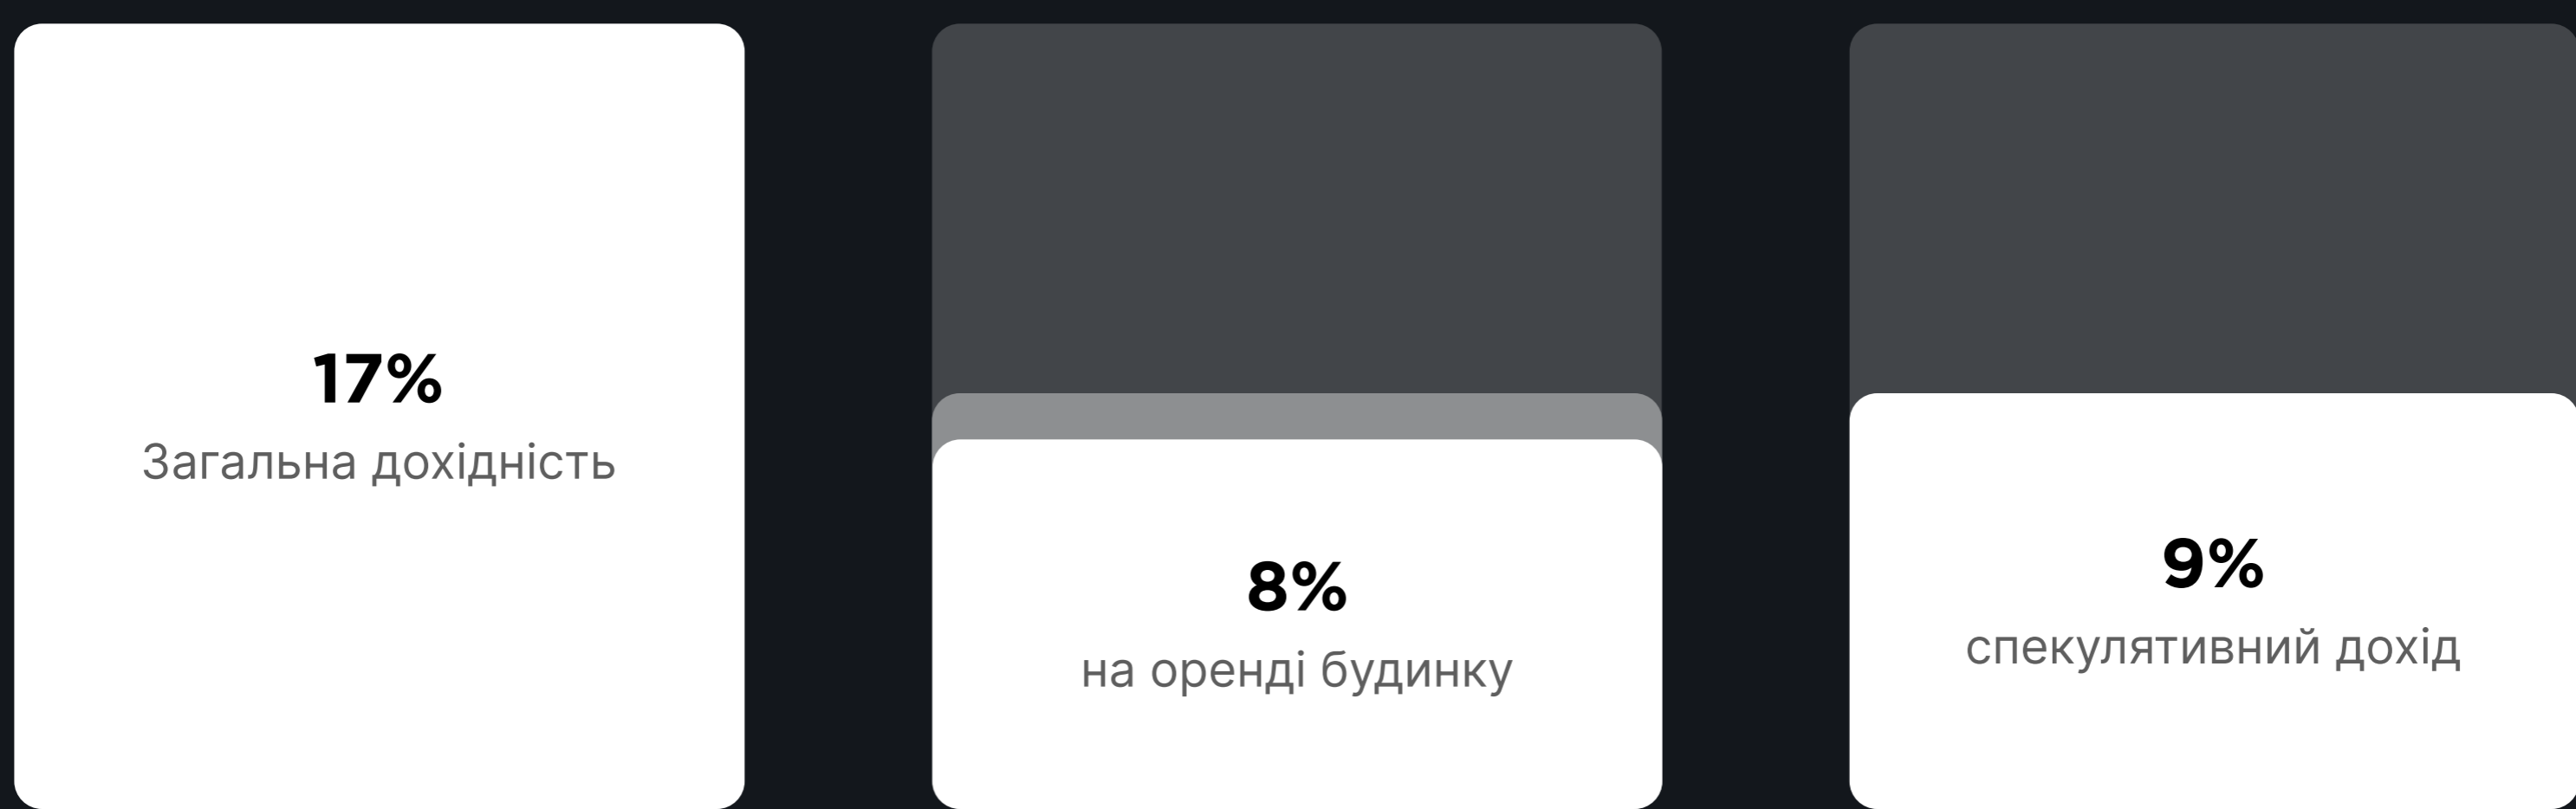 17%
Загальна дохідність
8%
на оренді будинку
9%
спекулятивний дохід